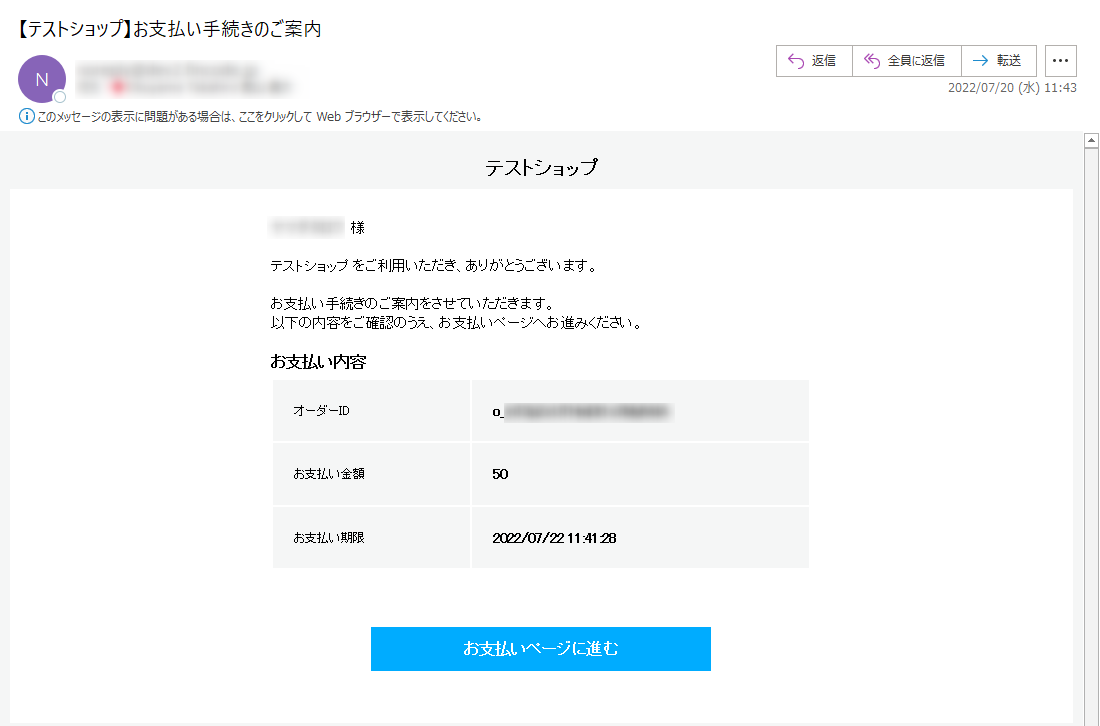 【テストショップ】お支払い手続きのご案内
N
返信
全員に返信
転送
2022/07/20 (水) 11:43
このメッセージの表示に問題がある場合は、ここをクリックして Web ブラウザーで表示してください。
テストショップ
様
テストショップ をご利用いただき、ありがとうございます。
お支払い手続きのご案内をさせていただきます。
以下の内容をご確認のうえ、お支払いページへお進みください。
お支払い内容
オーダーID
o_
お支払い金額
50
お支払い期限
2022/07/22 11:41:28
お支払いページに進む